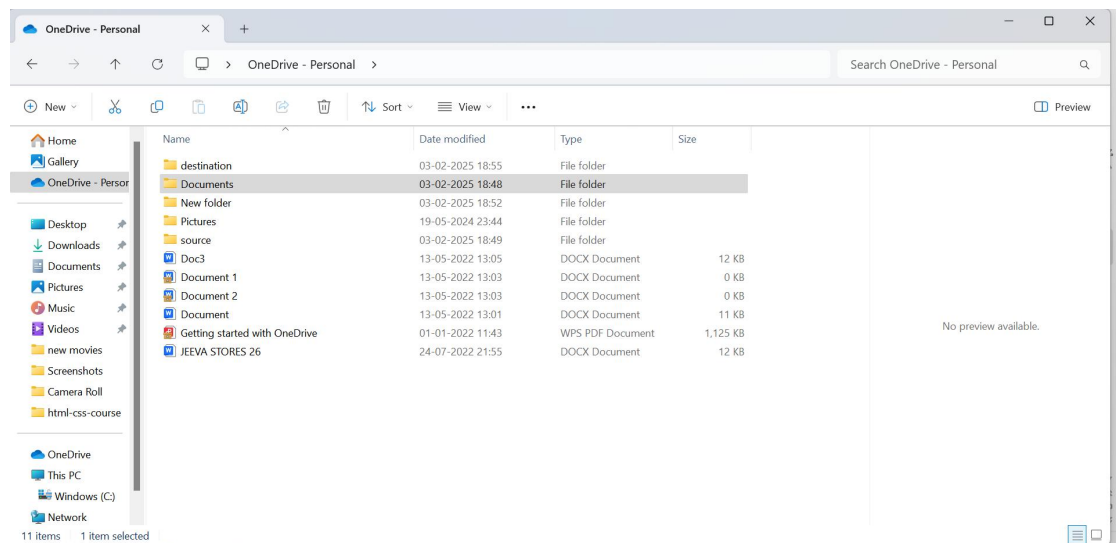 OneDrive - Personal
OneDrive - Personal
Search OneDrive - Personal
New
Sort
View
Preview
Home
Gallery
OneDrive - Person
Desktop
Downloads
Documents
Pictures
Music
Videos
new movies
Screenshots
Camera Roll
html-css-course
OneDrive
This PC
Windows (C:)
Network
Name Date modified Type Size
destination 03-02-2025 18:55 File folder
Documents 03-02-2025 18:48 File folder
New folder 03-02-2025 18:52 File folder
Pictures 19-05-2024 23:44 File folder
source 03-02-2025 18:49 File folder
Doc3 13-05-2022 13:05 DOCX Document 12 KB
Document 1 13-05-2022 13:03 DOCX Document 0 KB
Document 2 13-05-2022 13:03 DOCX Document 0 KB
Document 13-05-2022 13:01 DOCX Document 11 KB
Getting started with OneDrive 01-01-2022 11:43 WPS PDF Document 1,125 KB
JEEVA STORES 26 24-07-2022 21:55 DOCX Document 12 KB
No preview available.
11 items 1 item selected